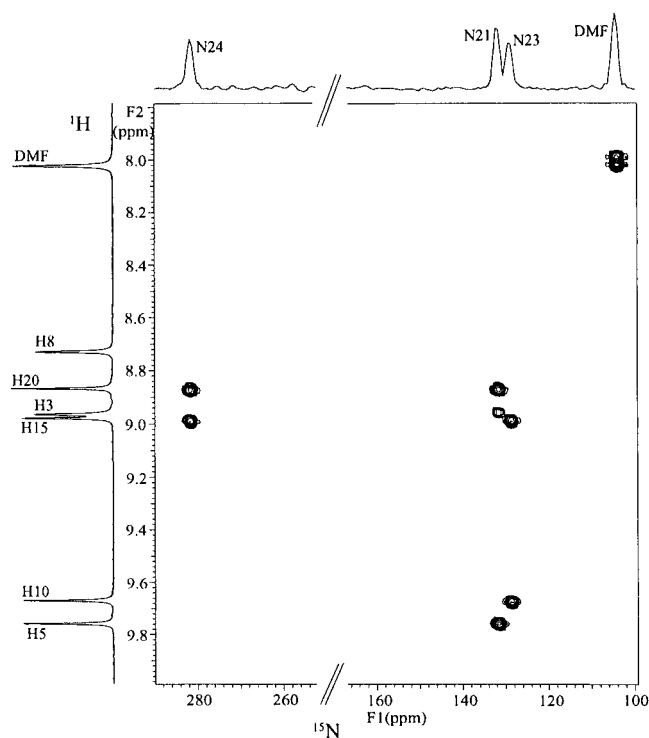 N24
N21
N23
DMF
F2
(ppm)
¹H
DMF
8.0
8.2
8.4
8.6
H8
8.8
H20
H3
9.0
H15
9.2
9.4
9.6
H10
H5
9.8
280
260
160
140
120
100
F1(ppm)
¹⁵N